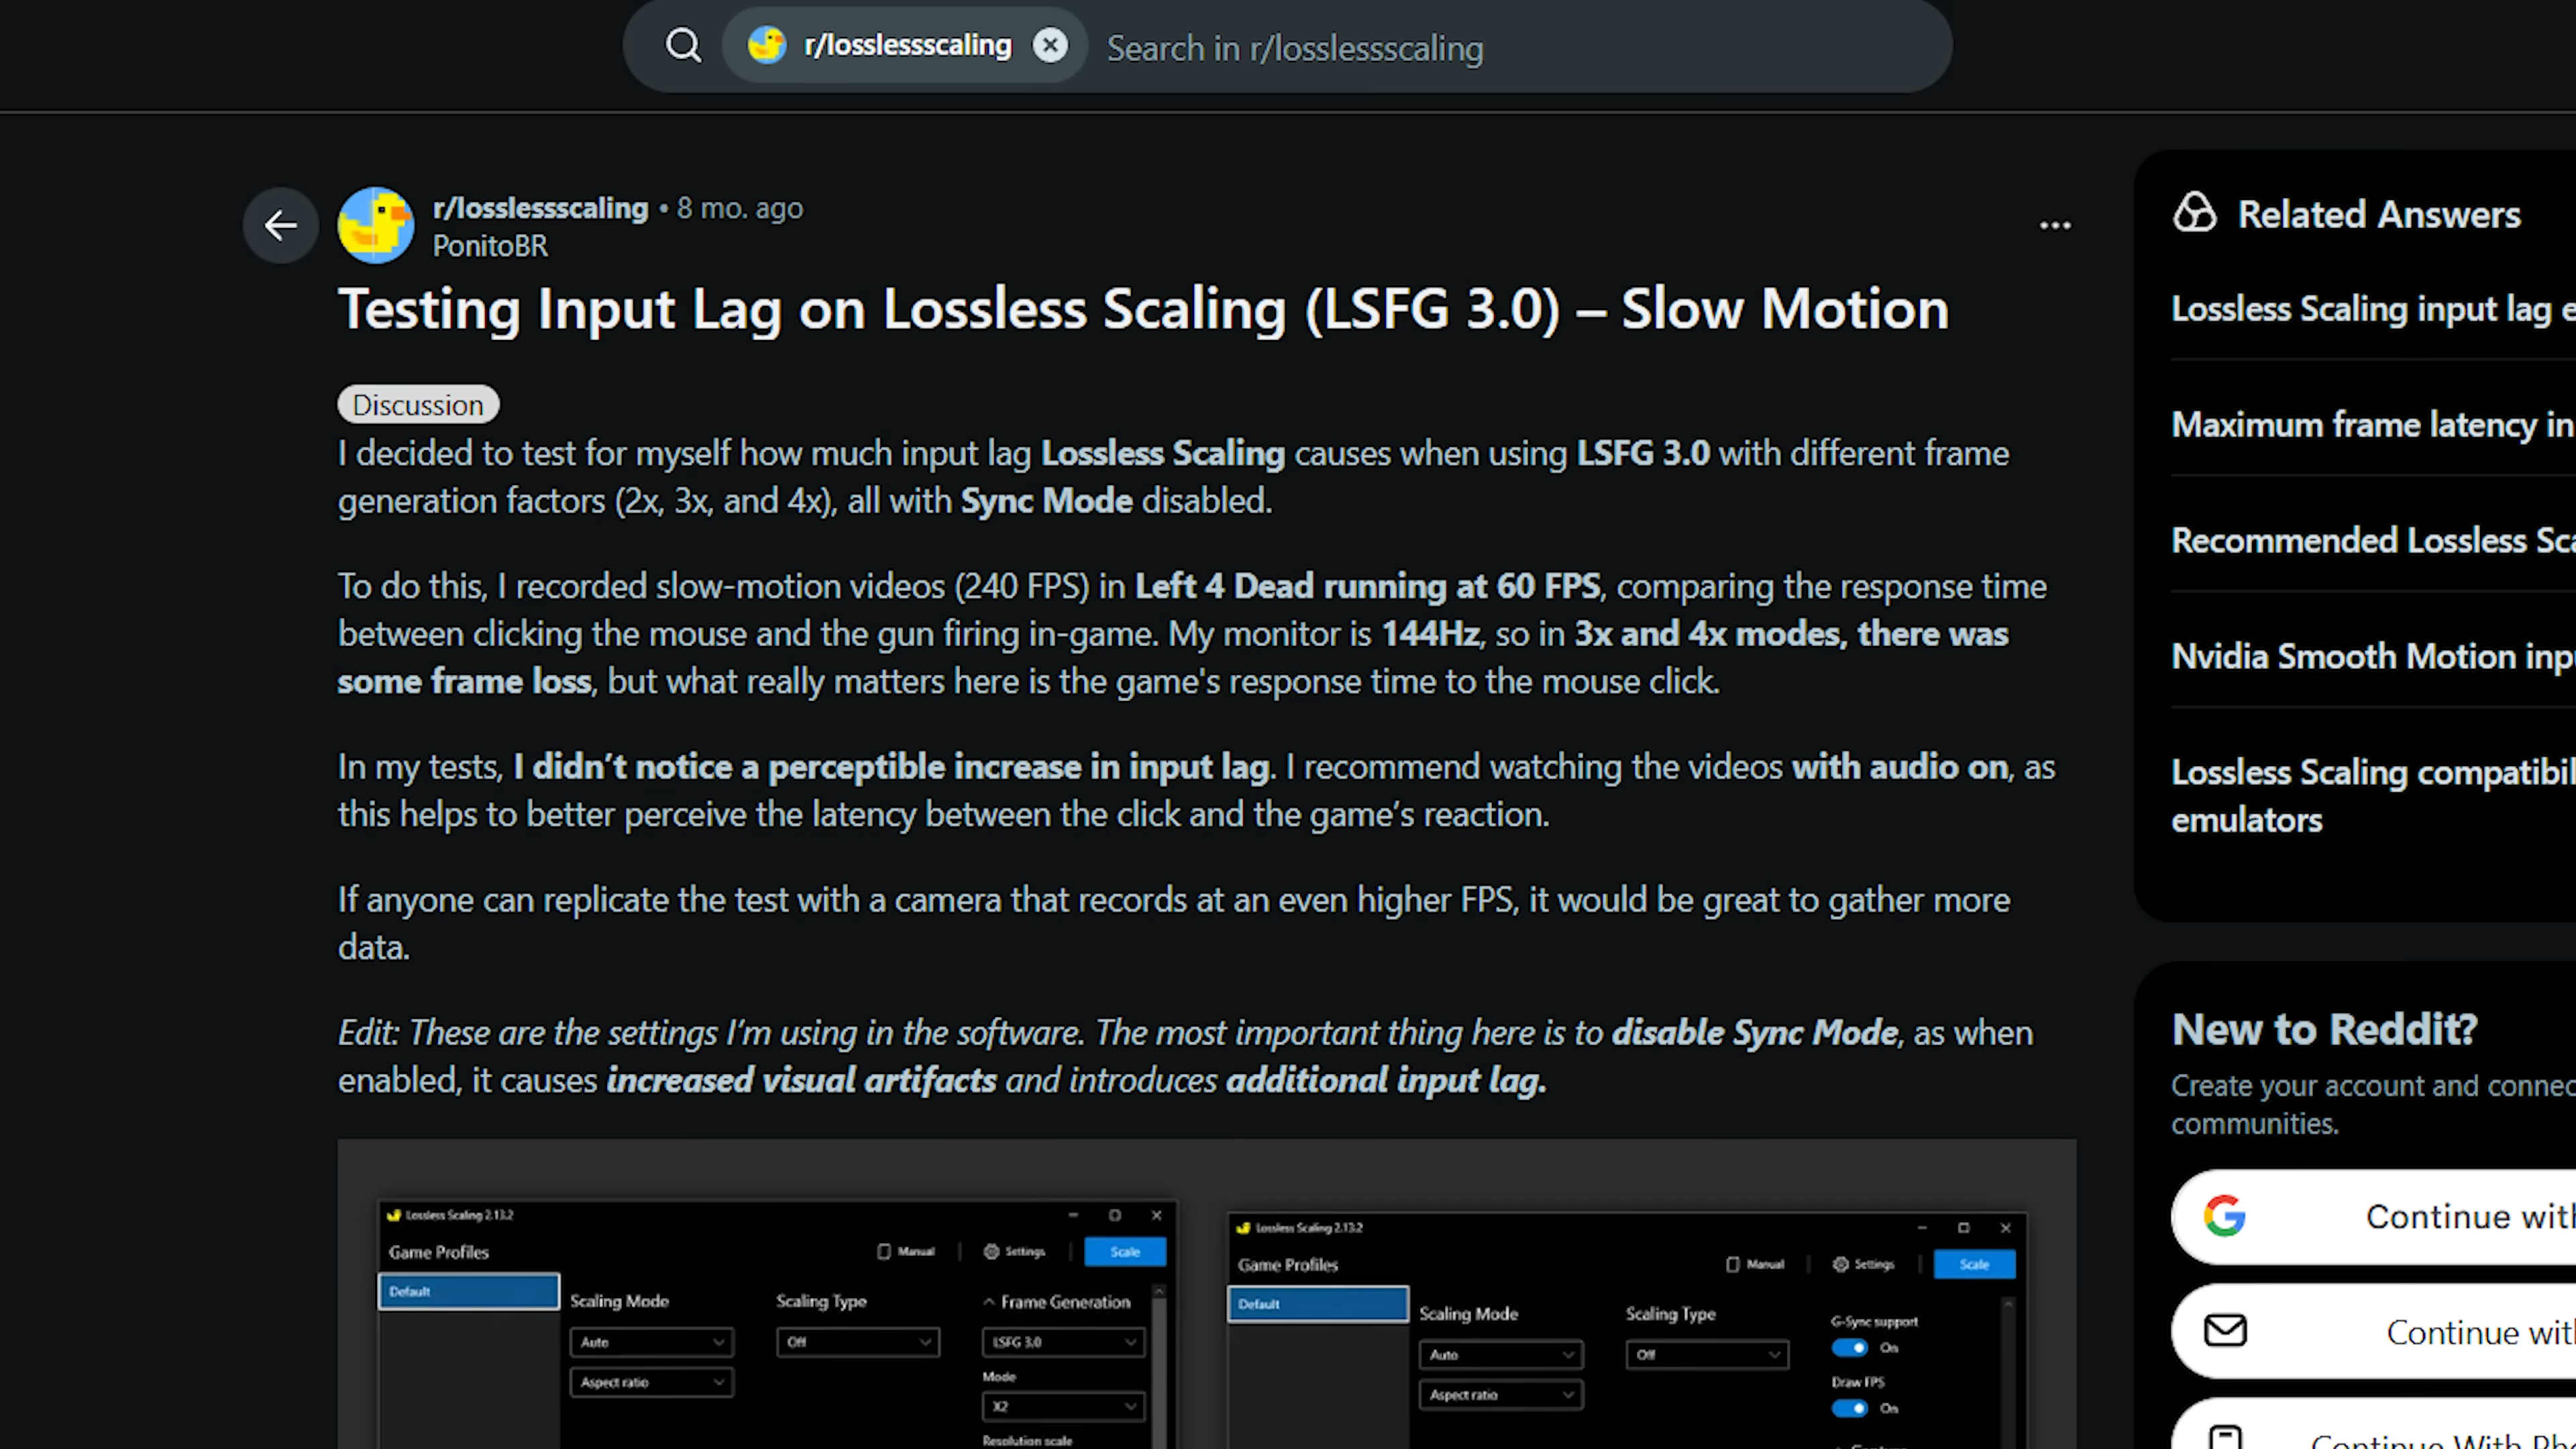 r/losslessscaling
Search in r/losslessscaling
r/losslessscaling • 8 mo. ago
PonitoBR
Testing Input Lag on Lossless Scaling (LSFG 3.0) – Slow Motion
Discussion
I decided to test for myself how much input lag Lossless Scaling causes when using LSFG 3.0 with different frame
generation factors (2x, 3x, and 4x), all with Sync Mode disabled.
To do this, I recorded slow-motion videos (240 FPS) in Left 4 Dead running at 60 FPS, comparing the response time
between clicking the mouse and the gun firing in-game. My monitor is 144Hz, so in 3x and 4x modes, there was
some frame loss, but what really matters here is the game's response time to the mouse click.
In my tests, I didn’t notice a perceptible increase in input lag. I recommend watching the videos with audio on, as
this helps to better perceive the latency between the click and the game’s reaction.
If anyone can replicate the test with a camera that records at an even higher FPS, it would be great to gather more
data.
Edit: These are the settings I’m using in the software. The most important thing here is to disable Sync Mode, as when
enabled, it causes increased visual artifacts and introduces additional input lag.
Lossless Scaling 2.13.2
Game Profiles
Manual
Settings
Scale
Default
Scaling Mode
Scaling Type
Frame Generation
Auto
Off
LSFG 3.0
Aspect ratio
Mode
X2
Resolution scale
Lossless Scaling 2.13.2
Game Profiles
Manual
Settings
Scale
Default
Scaling Mode
Scaling Type
G-Sync support
On
Auto
Off
Draw FPS
Aspect ratio
On
Related Answers
Lossless Scaling input lag
Maximum frame latency in
Recommended Lossless
Nvidia Smooth Motion
Lossless Scaling
emulators
New to Reddit?
Create your account and
communities.
Continue
Continue
Continue With